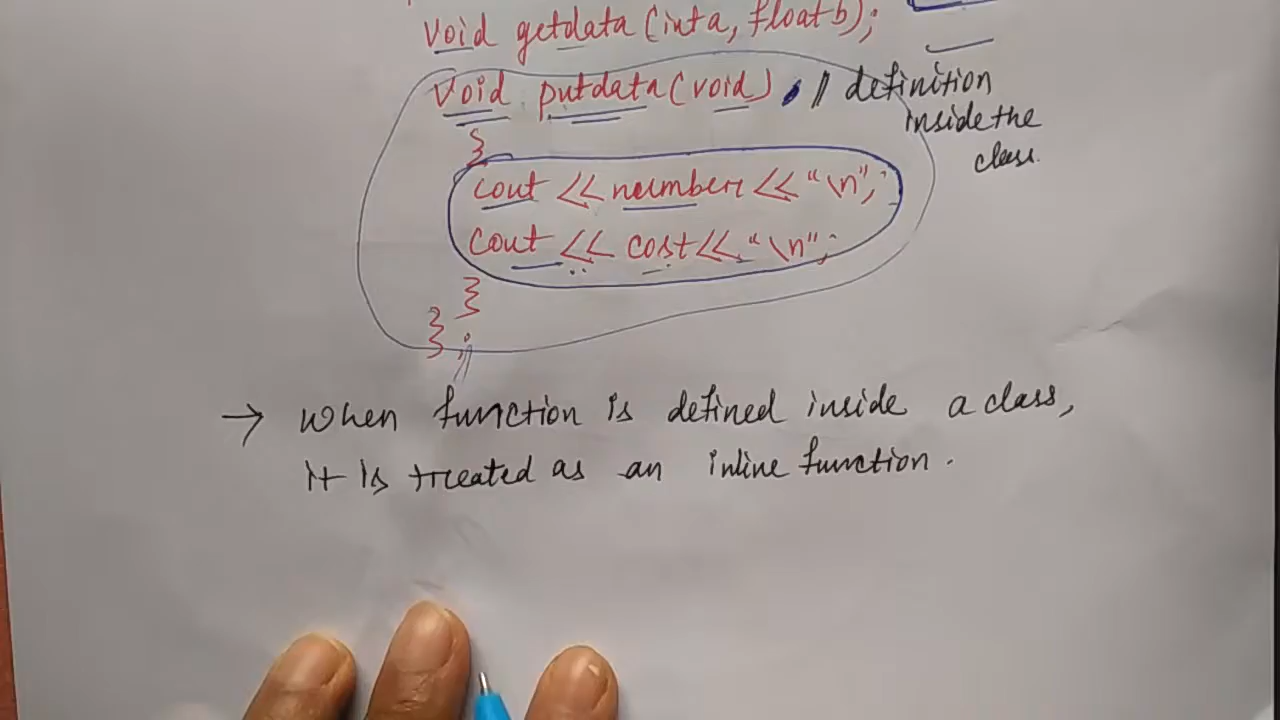 void getdata (int a, float b);
void putdata (void) // definition
inside the
class.
}
cout << number << "\n";
cout << cost << "\n";
}
} ;
→ When function is defined inside a class,
it is treated as an inline function.